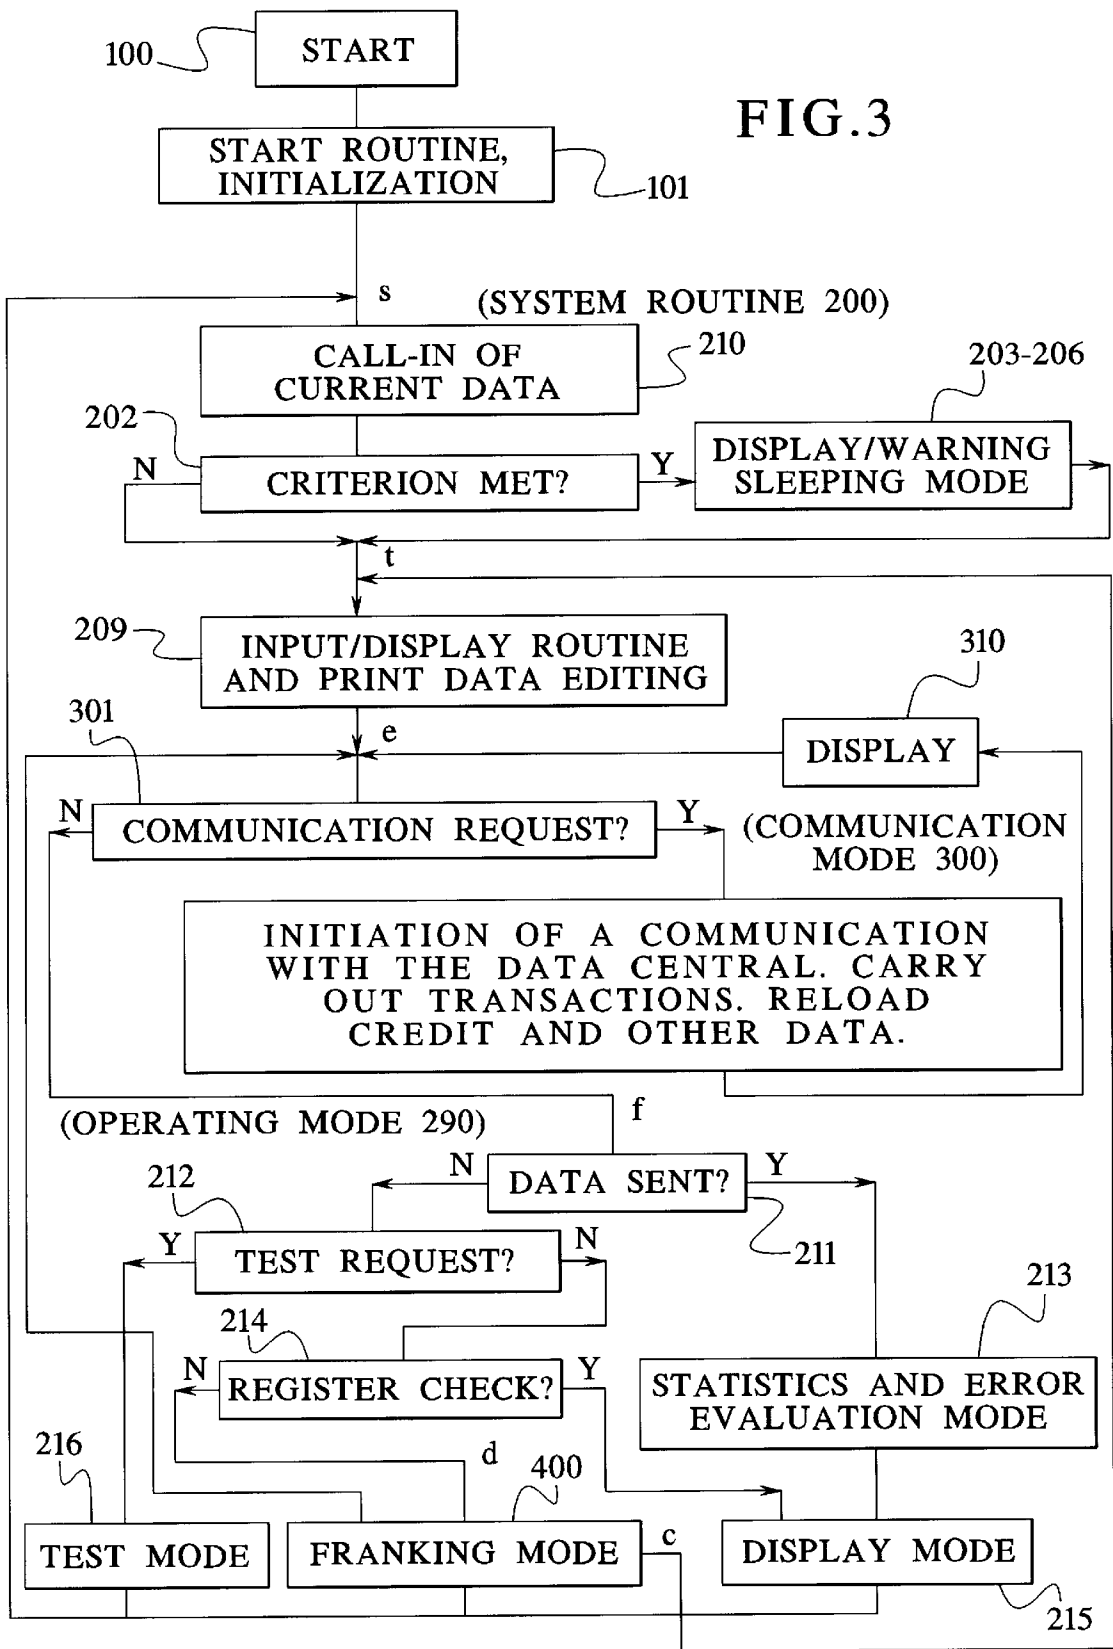 START
100
FIG.3
START ROUTINE,
INITIALIZATION
101
s
(SYSTEM ROUTINE 200)
CALL-IN OF
CURRENT DATA
210
203-206
202
N
CRITERION MET?
Y
DISPLAY/WARNING
SLEEPING MODE
t
209
INPUT/DISPLAY ROUTINE
AND PRINT DATA EDITING
310
301
e
DISPLAY
N
COMMUNICATION REQUEST?
Y
(COMMUNICATION
MODE 300)
INITIATION OF A COMMUNICATION
WITH THE DATA CENTRAL. CARRY
OUT TRANSACTIONS. RELOAD
CREDIT AND OTHER DATA.
f
(OPERATING MODE 290)
N
DATA SENT?
Y
211
212
Y
TEST REQUEST?
N
213
214
N
REGISTER CHECK?
Y
STATISTICS AND ERROR
EVALUATION MODE
216
d
400
TEST MODE
FRANKING MODE
c
DISPLAY MODE
215